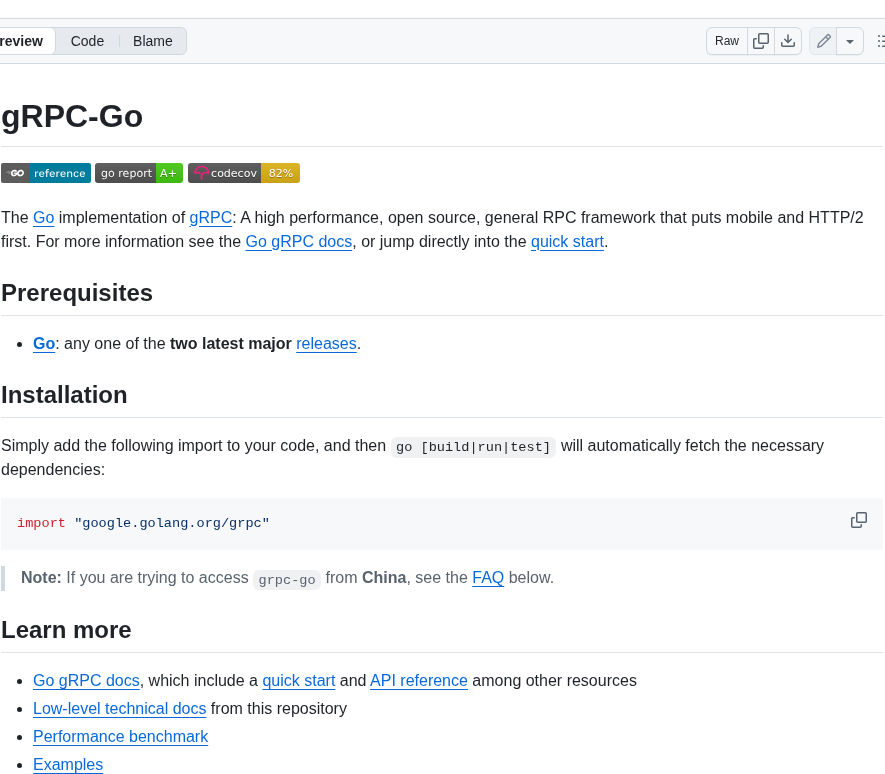 review Code Blame Raw
gRPC-Go
GO reference go report A+ codecov 82%
The Go implementation of gRPC: A high performance, open source, general RPC framework that puts mobile and HTTP/2
first. For more information see the Go gRPC docs, or jump directly into the quick start.
Prerequisites
• Go: any one of the two latest major releases.
Installation
Simply add the following import to your code, and then go [build|run|test] will automatically fetch the necessary
dependencies:
import "google.golang.org/grpc"
Note: If you are trying to access grpc-go from China, see the FAQ below.
Learn more
• Go gRPC docs, which include a quick start and API reference among other resources
• Low-level technical docs from this repository
• Performance benchmark
• Examples